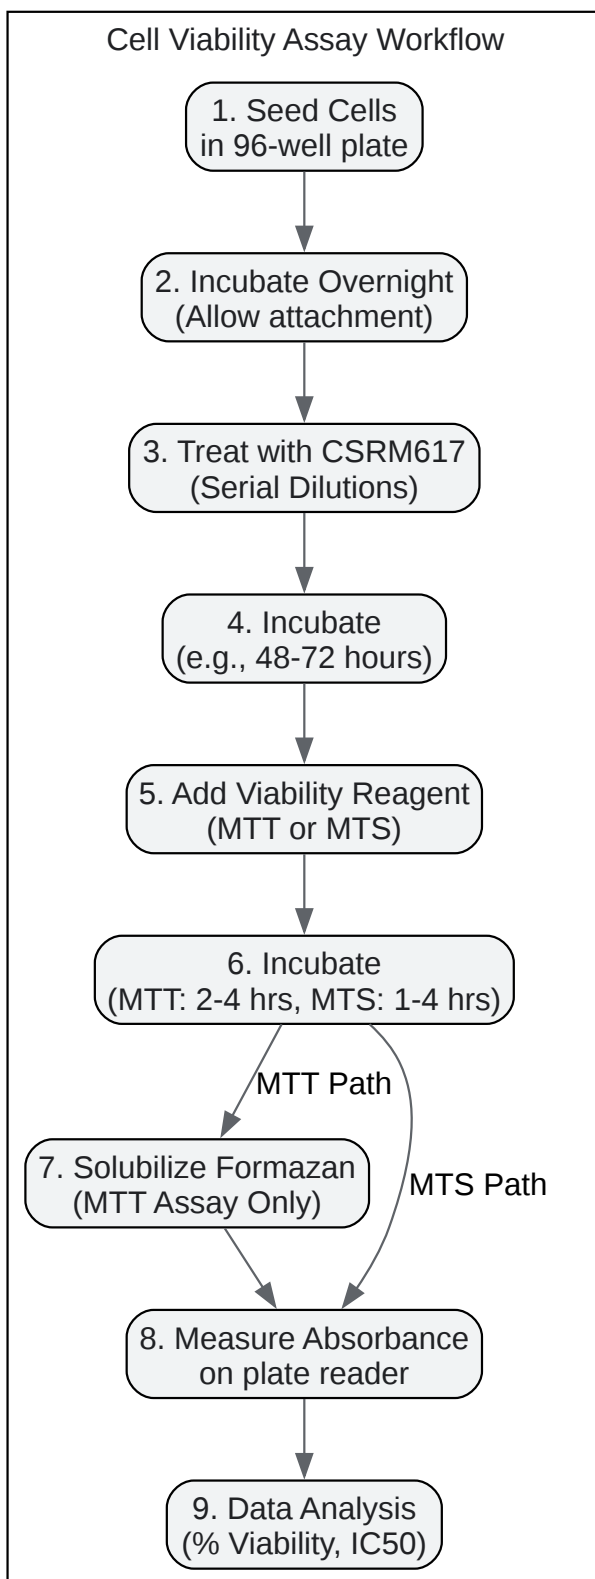 Cell Viability Assay Workflow
1. Seed Cells
in 96-well plate
2. Incubate Overnight
(Allow attachment)
3. Treat with CSRM617
(Serial Dilutions)
4. Incubate
(e.g., 48-72 hours)
5. Add Viability Reagent
(MTT or MTS)
6. Incubate
(MTT: 2-4 hrs, MTS: 1-4 hrs)
MTT Path
7. Solubilize Formazan
(MTT Assay Only)
MTS Path
8. Measure Absorbance
on plate reader
9. Data Analysis
(% Viability, IC50)